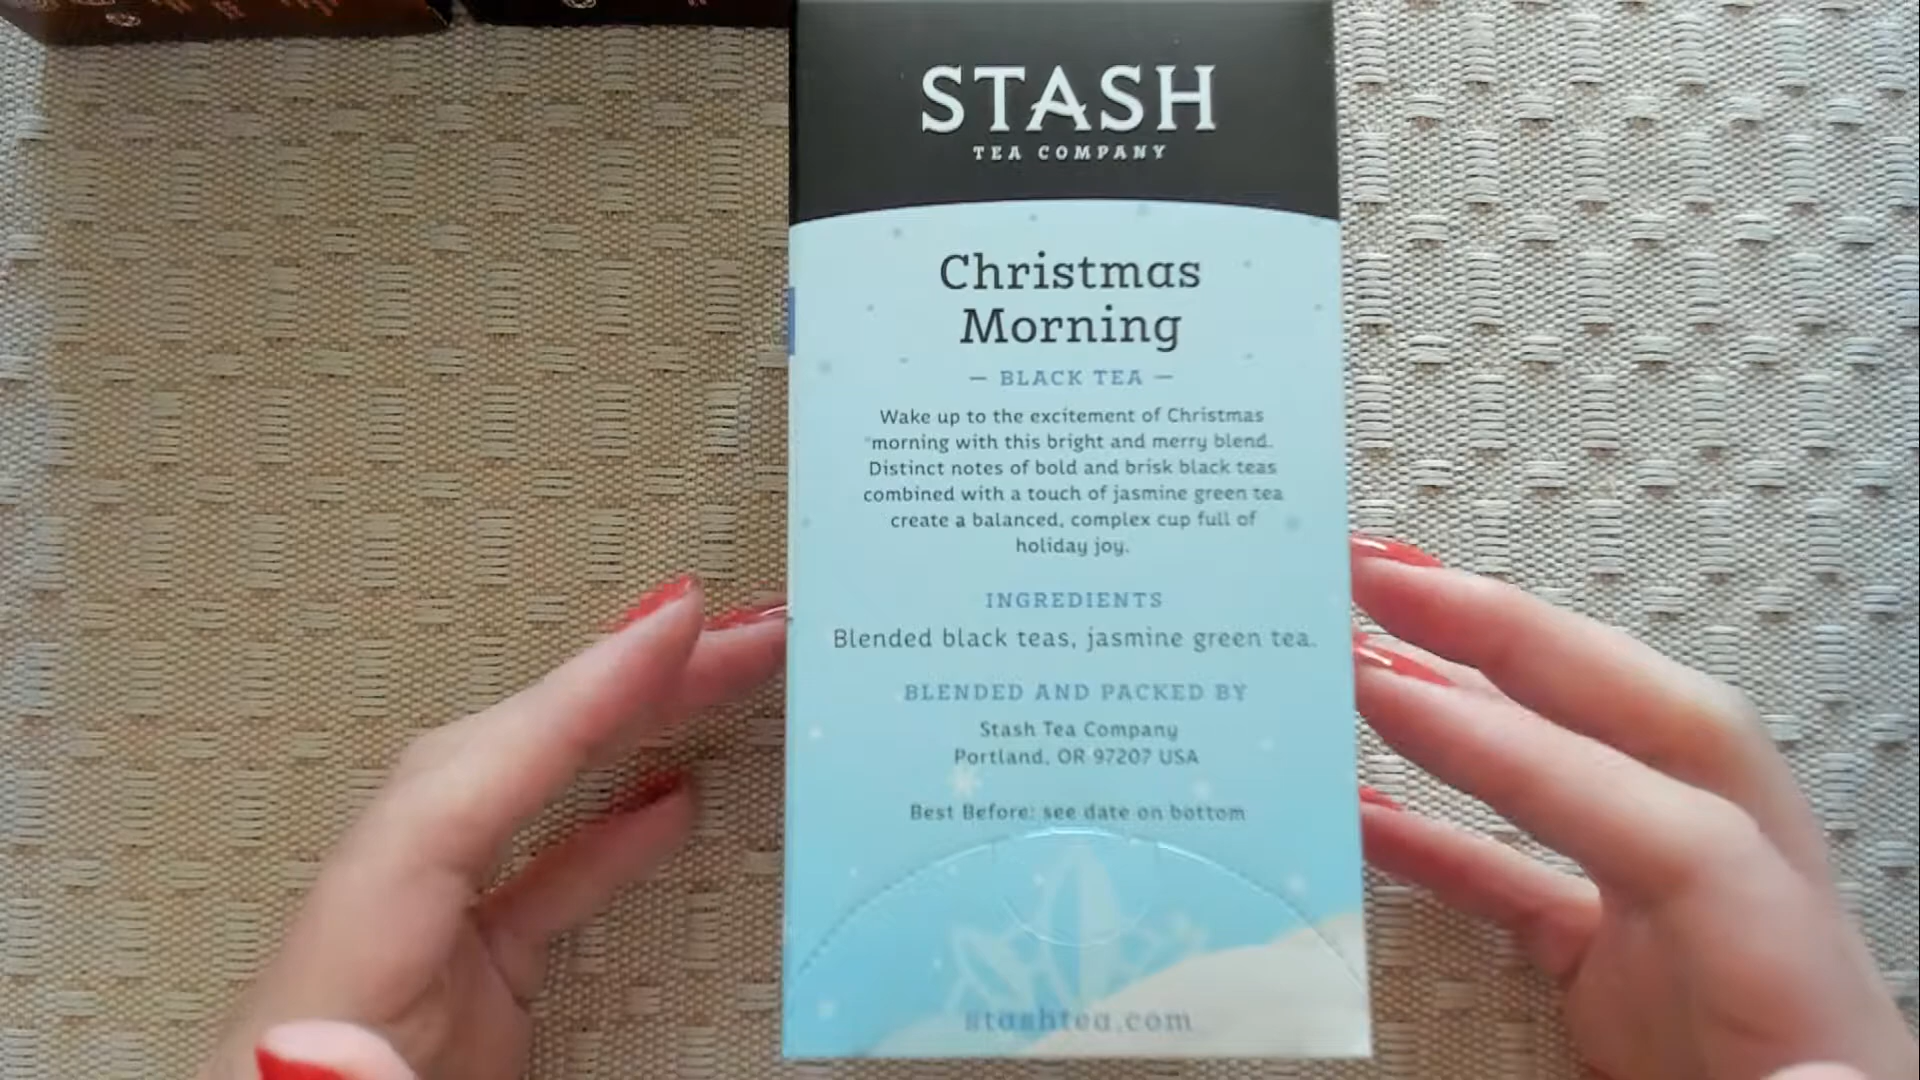 STASH
TEA COMPANY
Christmas
Morning
— BLACK TEA —
Wake up to the excitement of Christmas
morning with this bright and merry blend.
Distinct notes of bold and brisk black teas
combined with a touch of jasmine green tea
create a balanced, complex cup full of
holiday joy.
INGREDIENTS
Blended black teas, jasmine green tea.
BLENDED AND PACKED BY
Stash Tea Company
Portland, OR 97207 USA
Best Before: see date on bottom
stashtea.com